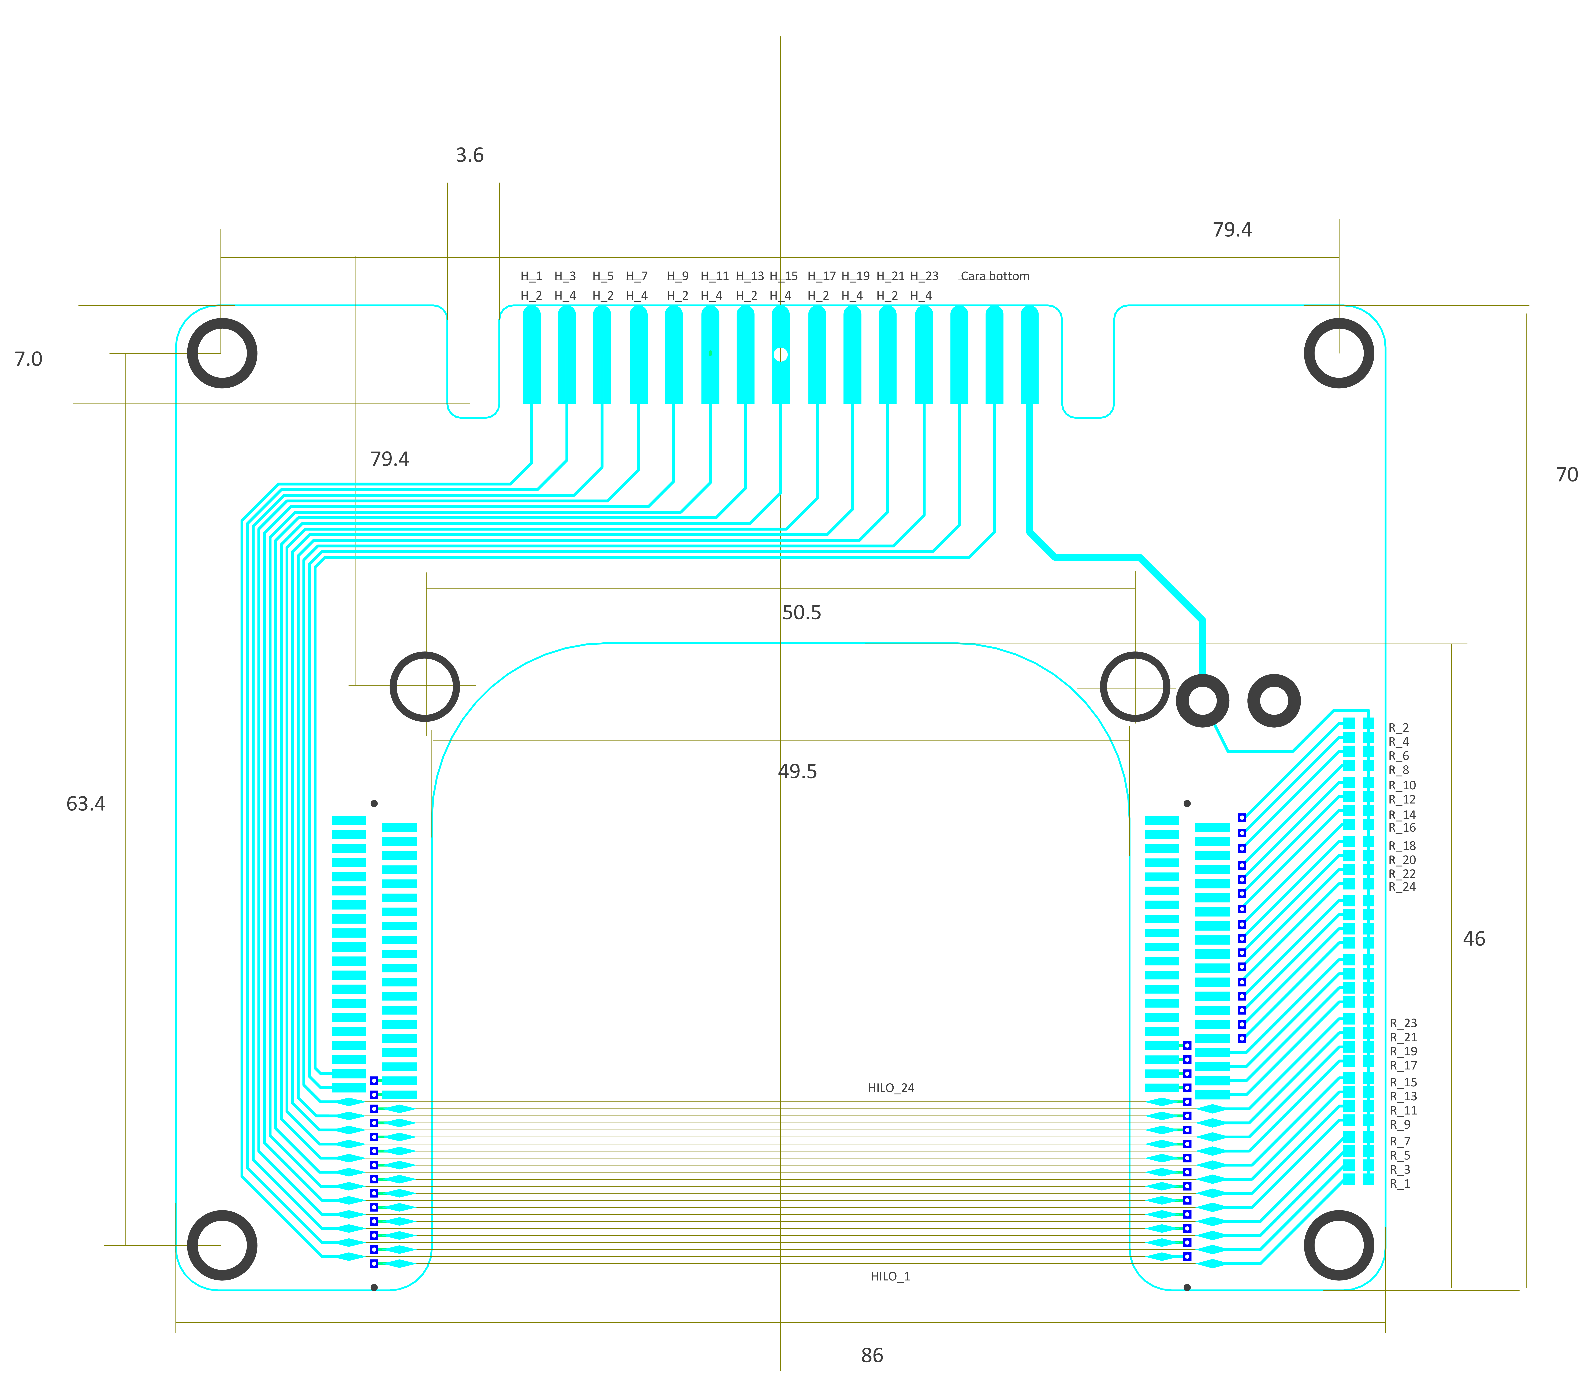 3.6
79.4
H_1 H_3 H_5 H_7 H_9 H_11 H_13 H_15 H_17 H_19 H_21 H_23 Cara bottom
H_2 H_4 H_2 H_4 H_2 H_4 H_2 H_4 H_2 H_4 H_2 H_4
7.0
79.4
70
50.5
R_2
R_4
R_6
49.5
R_8
R_10
R_12
63.4
R_14
R_16
R_18
R_20
R_22
R_24
46
R_23
R_21
R_19
R_17
R_15
HILO_24
R_13
R_11
R_9
R_7
R_5
R_3
R_1
HILO_1
86